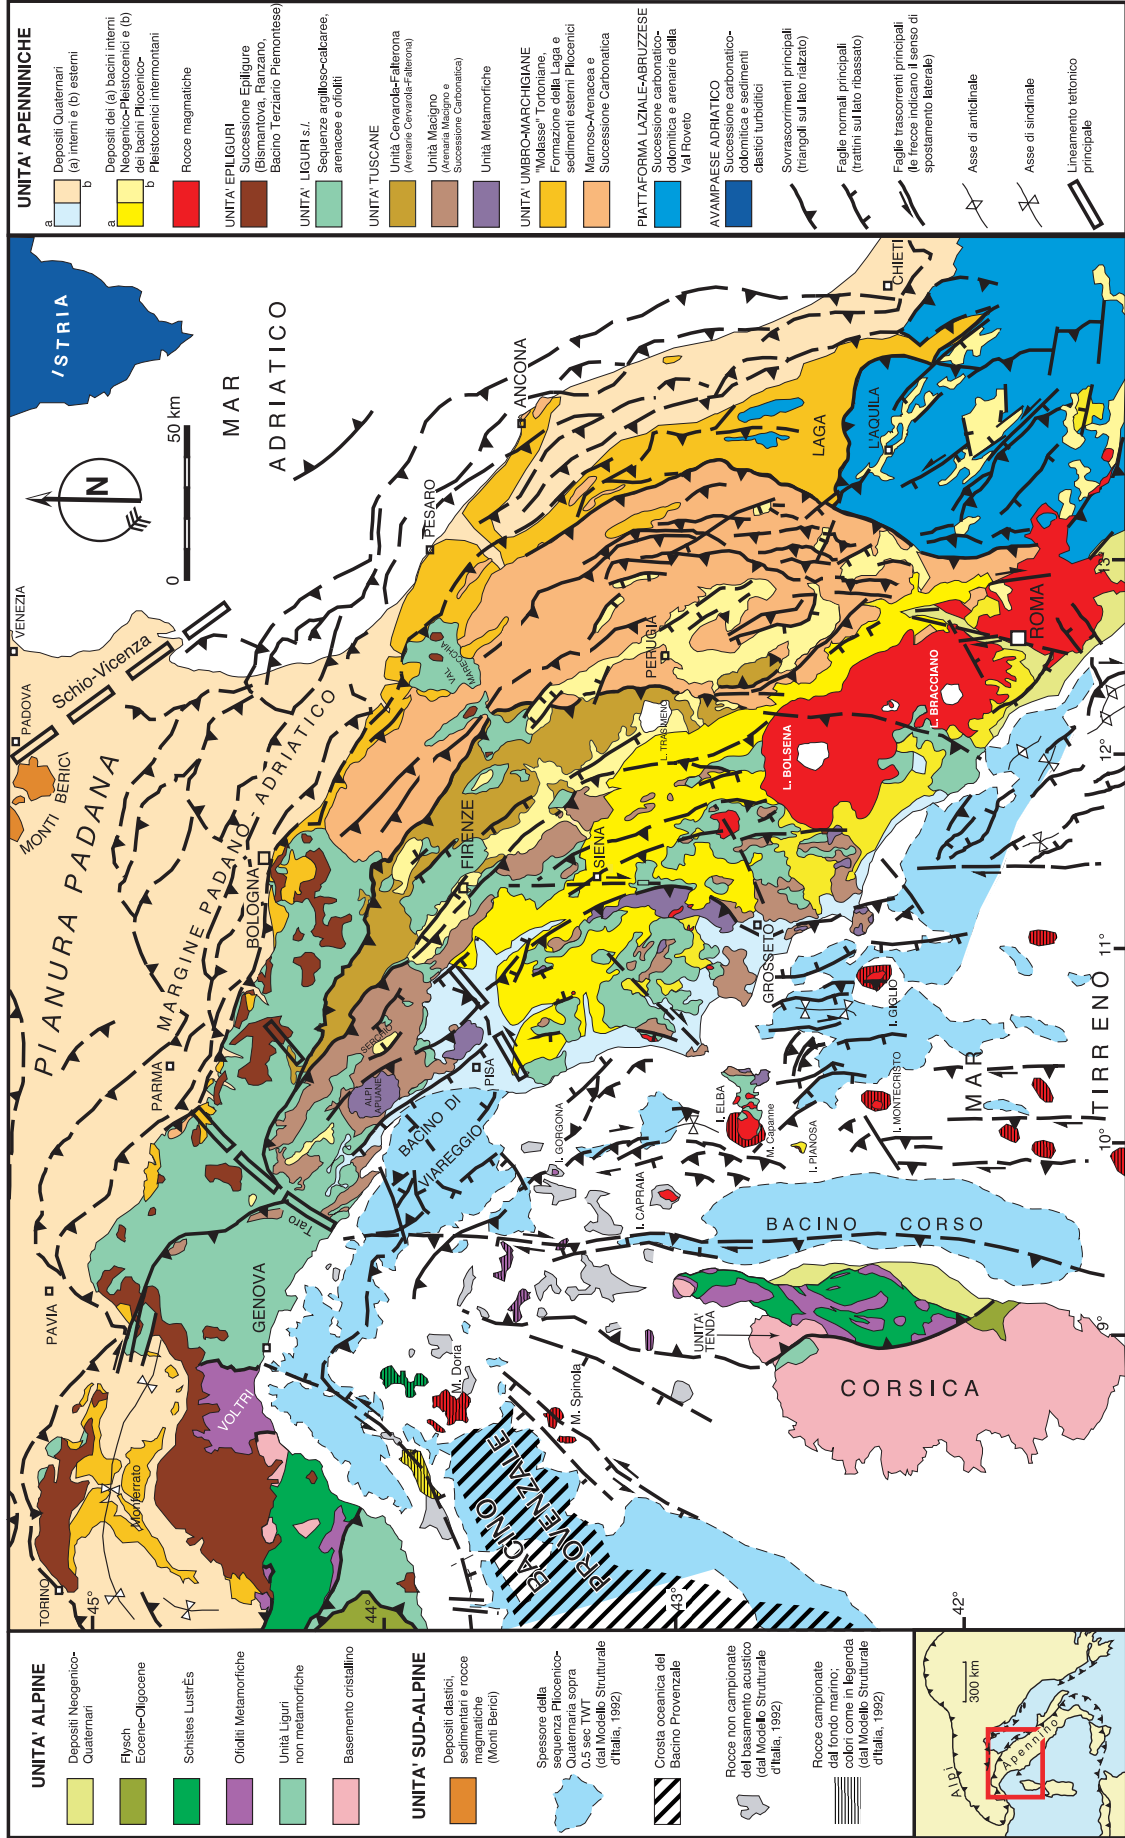 UNITA' APENNINICHE
a
b
Depositi Quaternari
(a) interni e (b) esterni
a
b
Depositi dei (a) bacini interni
Neogenico-Pleistocenici e (b)
dei bacini Pliocenico-
Pleistocenici intermontani
Rocce magmatiche
UNITA' EPILIGURI
Successione Epiligure
(Bismantova, Ranzano,
Bacino Terziario Piemontese)
UNITA' LIGURI s.l.
Sequenze argilloso-calcaree,
arenacee e ofioliti
UNITA' TUSCANE
Unità Cervarola-Falterona
(Arenarie Cervarola-Falterona)
Unità Macigno
(Arenaria Macigno e
Successione Carbonatica)
Unità Metamorfiche
UNITA' UMBRO-MARCHIGIANE
"Molasse" Tortoniane,
Formazione della Laga e
sedimenti esterni Pliocenici
Marnoso-Arenacea e
Successione Carbonatica
PIATTAFORMA LAZIALE-ABRUZZESE
Successione carbonatico-
dolomitica e arenarie della
Val Roveto
AVAMPAESE ADRIATICO
Successione carbonatico-
dolomitica e sedimenti
clastici turbiditici
Sovrascorrimenti principali
(triangoli sul lato rialzato)
Faglie normali principali
(trattini sul lato ribassato)
Faglie trascorrenti principali
(le frecce indicano il senso di
spostamento laterale)
Asse di anticlinale
Asse di sinclinale
Lineamento tettonico
principale
ISTRIA
MAR
ADRIATICO
N
0
50 km
VENEZIA
PADOVA
Schio-Vicenza
MONTI BERICI
PIANURA PADANA
MARGINE PADANO-ADRIATICO
BOLOGNA
PARMA
PAVIA
TORINO
Monferrato
VOLTRI
GENOVA
Taro
SERCHIO
ALPI
APUANE
PISA
BACINO DI
VIAREGGIO
FIRENZE
SIENA
GROSSETO
VAL
MARECCHIA
PESARO
ANCONA
PERUGIA
L. TRASIMENO
LAGA
L'AQUILA
CHIETI
L. BOLSENA
L. BRACCIANO
ROMA
I. GORGONA
I. CAPRAIA
I. ELBA
M. Capanne
I. PIANOSA
I. MONTECRISTO
I. GIGLIO
MAR
TIRRENO
BACINO CORSO
UNITA'
TENDA
CORSICA
M. Doria
M. Spinola
BACINO
PROVENZALE
45°
44°
43°
42°
9°
10°
11°
12°
13°
UNITA' ALPINE
Depositi Neogenico-
Quaternari
Flysch
Eocene-Oligocene
Schistes LustrÈs
Ofioliti Metamorfiche
Unità Liguri
non metamorfiche
Basemento cristallino
UNITA' SUD-ALPINE
Depositi clastici,
sedimentari e rocce
magmatiche
(Monti Berici)
Spessore della
sequenza Pliocenico-
Quaternaria sopra
0.5 sec TWT
(dal Modello Strutturale
d'Italia, 1992)
Crosta oceanica del
Bacino Provenzale
Rocce non campionate
del basamento acustico
(dal Modello Strutturale
d'Italia, 1992)
Rocce campionate
dal fondo marino;
colori come in legenda
(dal Modello Strutturale
d'Italia, 1992)
Alpi
Apennino
300 km